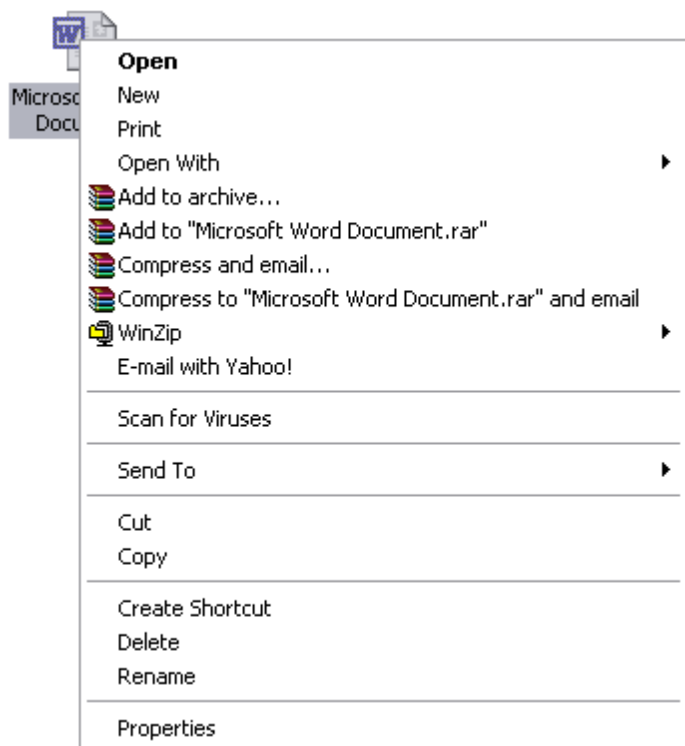 W
Microso
Docu
Open
New
Print
Open With
Add to archive...
Add to "Microsoft Word Document.rar"
Compress and email...
Compress to "Microsoft Word Document.rar" and email
WinZip
E-mail with Yahoo!
Scan for Viruses
Send To
Cut
Copy
Create Shortcut
Delete
Rename
Properties